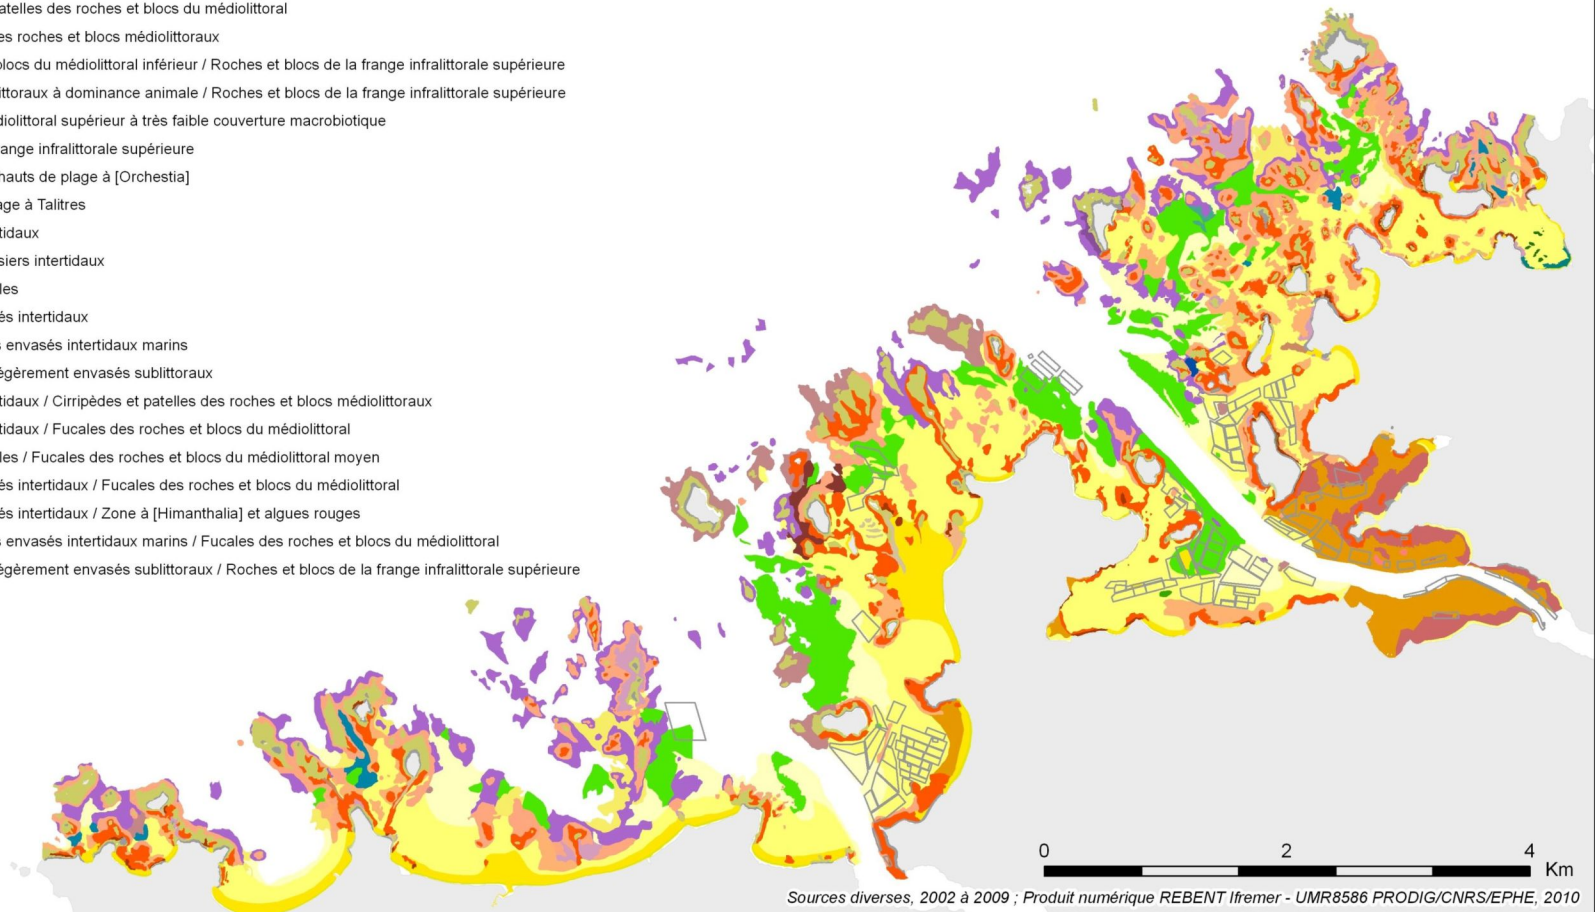 atelles des roches et blocs du médiolittoral
es roches et blocs médiolittoraux
blocs du médiolittoral inférieur / Roches et blocs de la frange infralittorale supérieure
ittoraux à dominance animale / Roches et blocs de la frange infralittorale supérieure
diolittoral supérieur à très faible couverture macrobiotique
range infralittorale supérieure
hauts de plage à [Orchestia]
age à Talitres
tidaux
siers intertidaux
les
és intertidaux
s envasés intertidaux marins
égèrement envasés sublittoraux
tidaux / Cirripèdes et patelles des roches et blocs médiolittoraux
tidaux / Fucales des roches et blocs du médiolittoral
les / Fucales des roches et blocs du médiolittoral moyen
és intertidaux / Fucales des roches et blocs du médiolittoral
és intertidaux / Zone à [Himanthalia] et algues rouges
s envasés intertidaux marins / Fucales des roches et blocs du médiolittoral
égèrement envasés sublittoraux / Roches et blocs de la frange infralittorale supérieure
0 2 4
Km
Sources diverses, 2002 à 2009 ; Produit numérique REBENT Ifremer - UMR8586 PRODIG/CNRS/EPHE, 2010